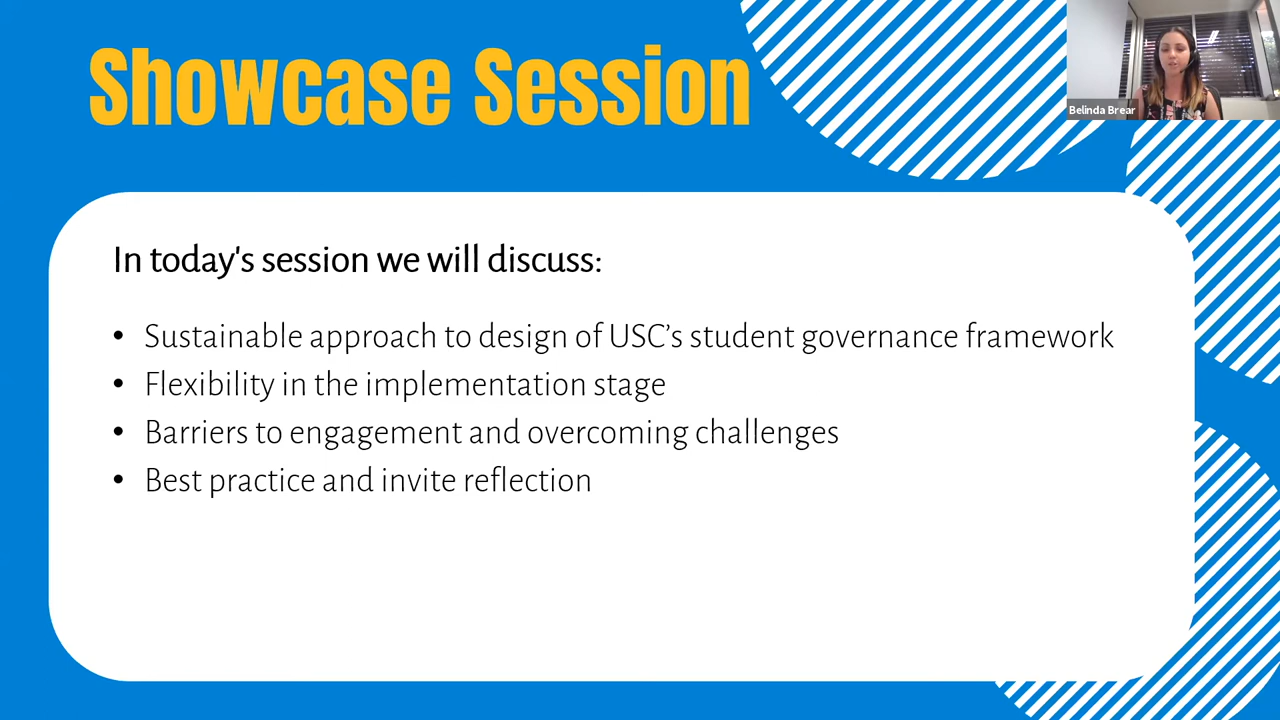 Showcase Session
Belinda Brear
In today's session we will discuss:
• Sustainable approach to design of USC’s student governance framework
• Flexibility in the implementation stage
• Barriers to engagement and overcoming challenges
• Best practice and invite reflection